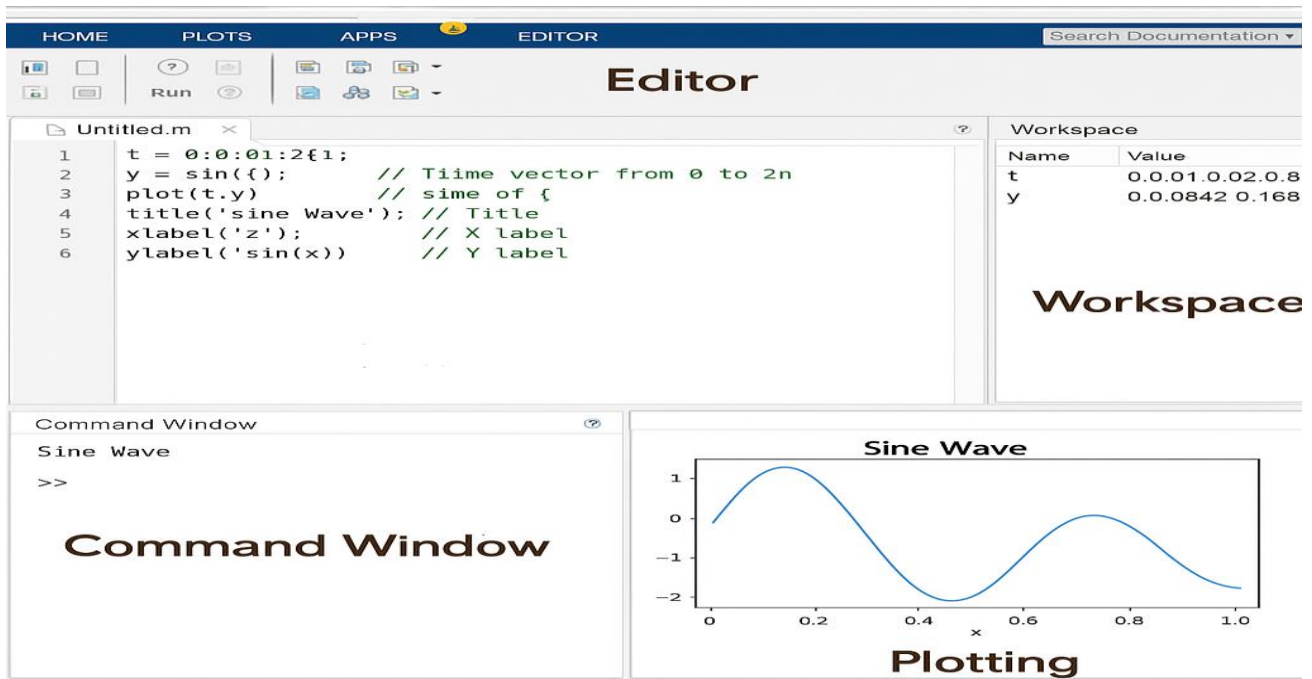 HOME PLOTS APPS EDITOR Search Documentation
Run
Editor
Untitled.m
1 t = 0:0:01:2{1;
2 y = sin({); // Tiime vector from 0 to 2n
3 plot(t.y) // sime of {
4 title('sine Wave'); // Title
5 xlabel('z'); // X label
6 ylabel('sin(x)) // Y label
Workspace
Name Value
t 0.0.01.0.02.0.8
y 0.0.0842 0.168
Workspace
Command Window
Sine Wave
>>
Command Window
Sine Wave
1
0
−1
−2
0 0.2 0.4 0.6 0.8 1.0
x
Plotting